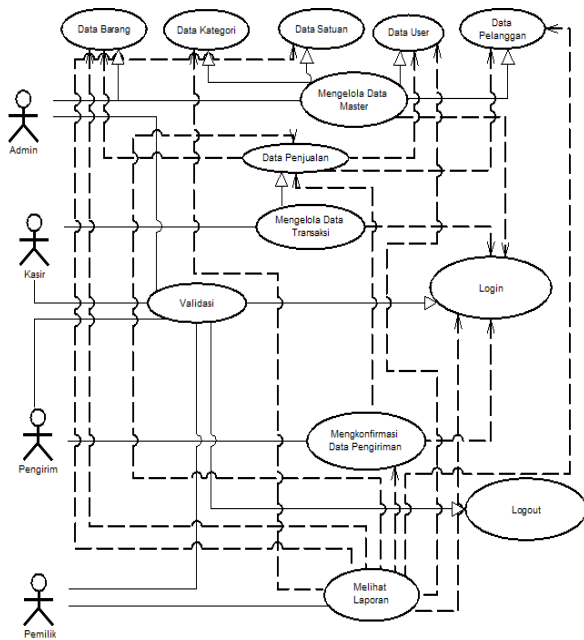 Data Barang
Data Kategori
Data Satuan
Data User
Data
Pelanggan
Mengelola Data
Master
Admin
Data Penjualan
Mengelola Data
Transaksi
Kasir
Login
Validasi
Mengkonfirmasi
Data Pengiriman
Pengirim
Logout
Melihat
Laporan
Pemilik